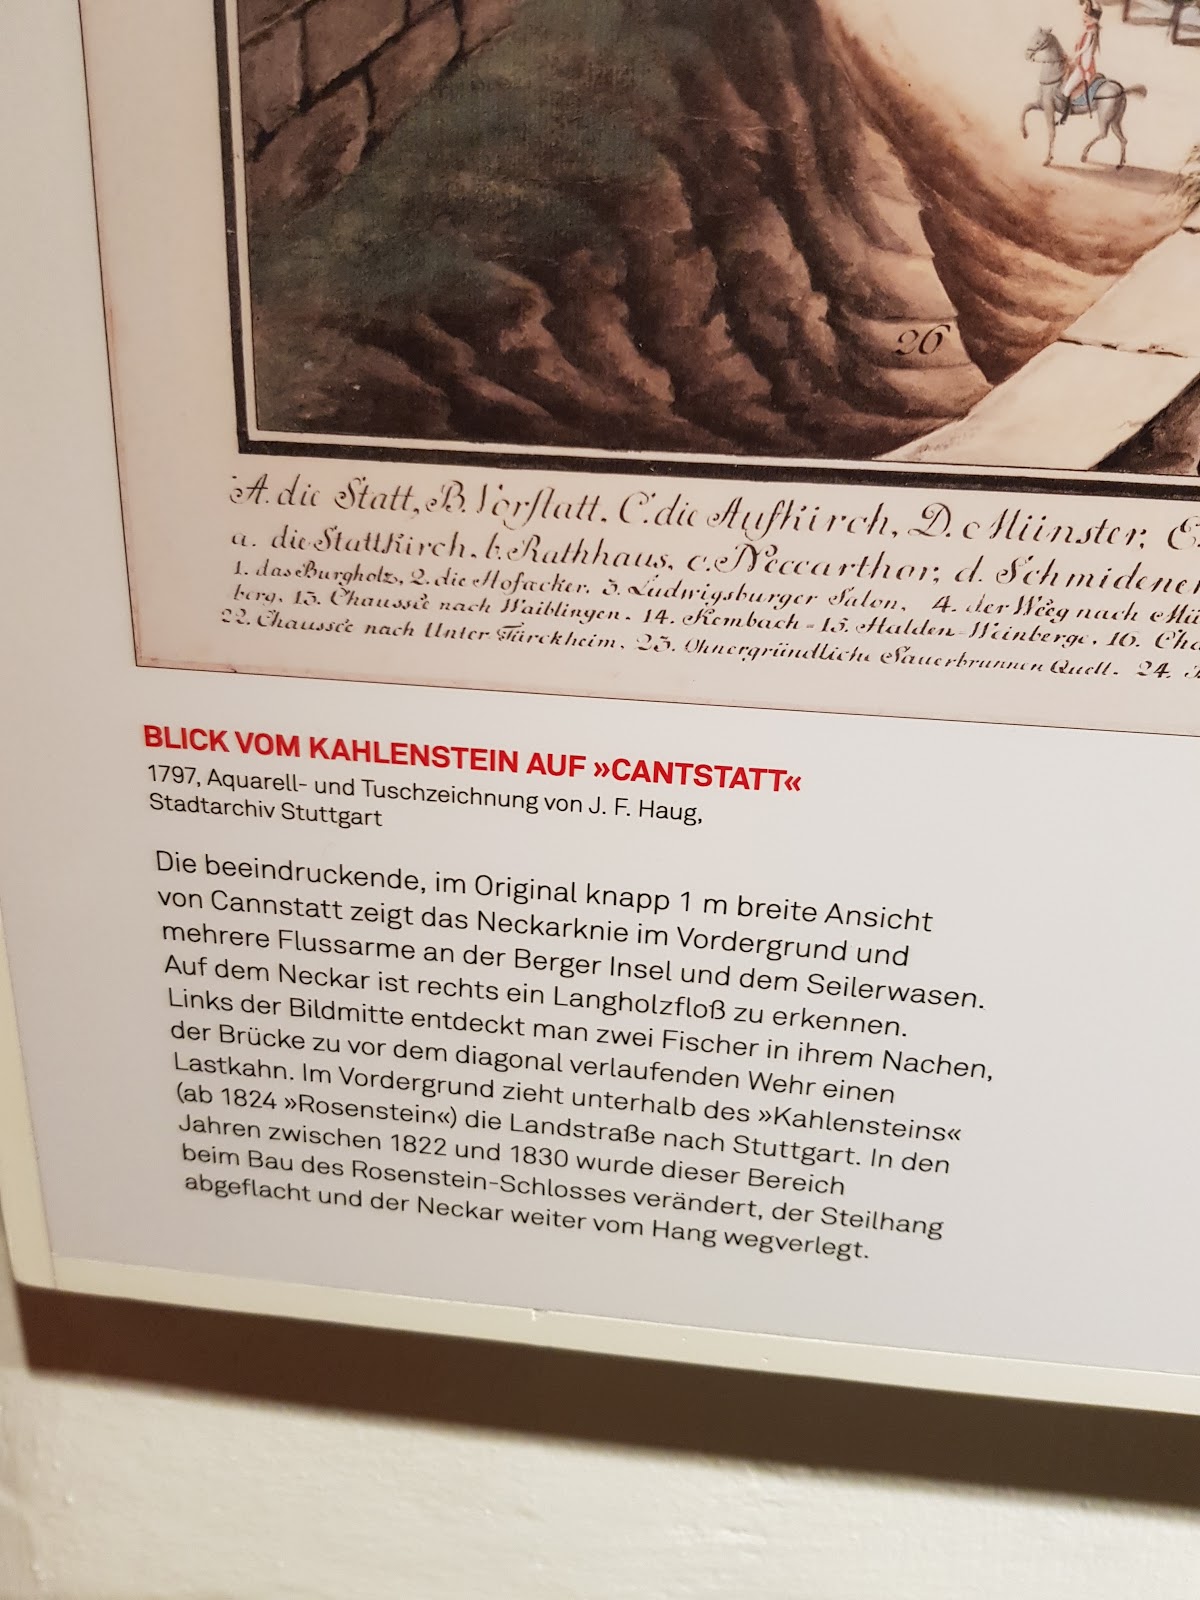 26
A. die Statt, B. Vorstatt. C. die Aufkirch, D. Münster, E.
a. die Stattkirch. b. Rathhaus, c. Neccarthor; d. Schmidener
1. das Burgholz, 2. die Hofacker. 3. Ludwigsburger Salon. 4. der Weeg nach Mü
berg, 13. Chaussée nach Waiblingen. 14. Rembach - 15. Halden-Weinberge. 16. Cha
22. Chaussée nach Unter Türckheim. 23. Ohnergründliche Sauerbrunnen Quell. 24.
BLICK VOM KAHLENSTEIN AUF »CANTSTATT«
1797, Aquarell- und Tuschzeichnung von J. F. Haug,
Stadtarchiv Stuttgart
Die beeindruckende, im Original knapp 1 m breite Ansicht
von Cannstatt zeigt das Neckarknie im Vordergrund und
mehrere Flussarme an der Berger Insel und dem Seilerwasen.
Auf dem Neckar ist rechts ein Langholzfloß zu erkennen.
Links der Bildmitte entdeckt man zwei Fischer in ihrem Nachen,
der Brücke zu vor dem diagonal verlaufenden Wehr einen
Lastkahn. Im Vordergrund zieht unterhalb des »Kahlensteins«
(ab 1824 »Rosenstein«) die Landstraße nach Stuttgart. In den
Jahren zwischen 1822 und 1830 wurde dieser Bereich
beim Bau des Rosenstein-Schlosses verändert, der Steilhang
abgeflacht und der Neckar weiter vom Hang wegverlegt.